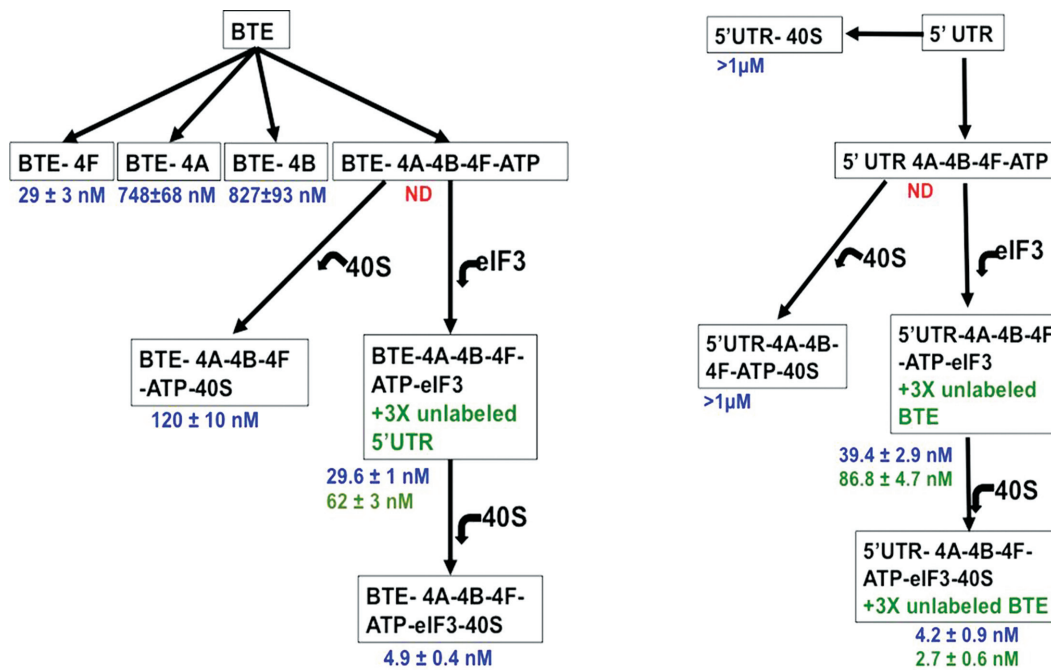 BTE
BTE- 4F
29 ± 3 nM
BTE- 4A
748±68 nM
BTE- 4B
827±93 nM
BTE- 4A-4B-4F-ATP
ND
40S
eIF3
BTE- 4A-4B-4F
-ATP-40S
120 ± 10 nM
BTE-4A-4B-4F-
ATP-eIF3
+3X unlabeled
5'UTR
29.6 ± 1 nM
62 ± 3 nM
40S
BTE- 4A-4B-4F-
ATP-eIF3-40S
4.9 ± 0.4 nM
5'UTR- 40S
>1µM
5' UTR
5' UTR 4A-4B-4F-ATP
ND
40S
eIF3
5'UTR-4A-4B-
4F-ATP-40S
>1µM
5'UTR-4A-4B-4F
-ATP-eIF3
+3X unlabeled
BTE
39.4 ± 2.9 nM
86.8 ± 4.7 nM
40S
5'UTR- 4A-4B-4F-
ATP-eIF3-40S
+3X unlabeled BTE
4.2 ± 0.9 nM
2.7 ± 0.6 nM